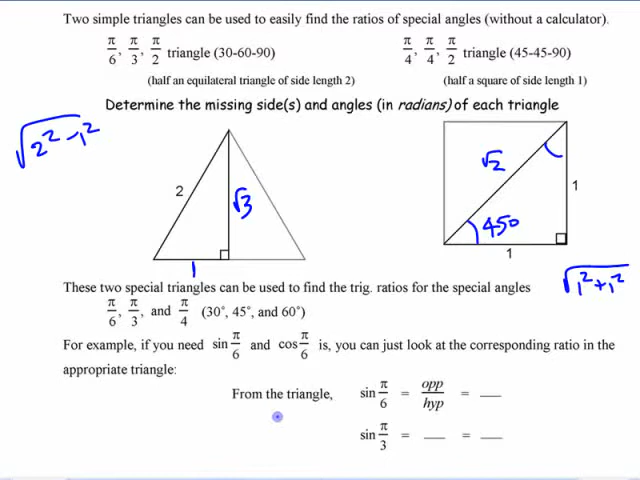 Two simple triangles can be used to easily find the ratios of special angles (without a calculator).
π/6, π/3, π/2 triangle (30-60-90)
π/4, π/4, π/2 triangle (45-45-90)
(half an equilateral triangle of side length 2)
(half a square of side length 1)
Determine the missing side(s) and angles (in radians) of each triangle
√2² -1²
2
√3
1
√2
1
450
1
√1² +1²
These two special triangles can be used to find the trig. ratios for the special angles
π/6, π/3, and π/4 (30°, 45°, and 60°)
For example, if you need sin π/6 and cos π/6 is, you can just look at the corresponding ratio in the
appropriate triangle:
From the triangle, sin π/6 = opp/hyp = __
sin π/3 = __ = __